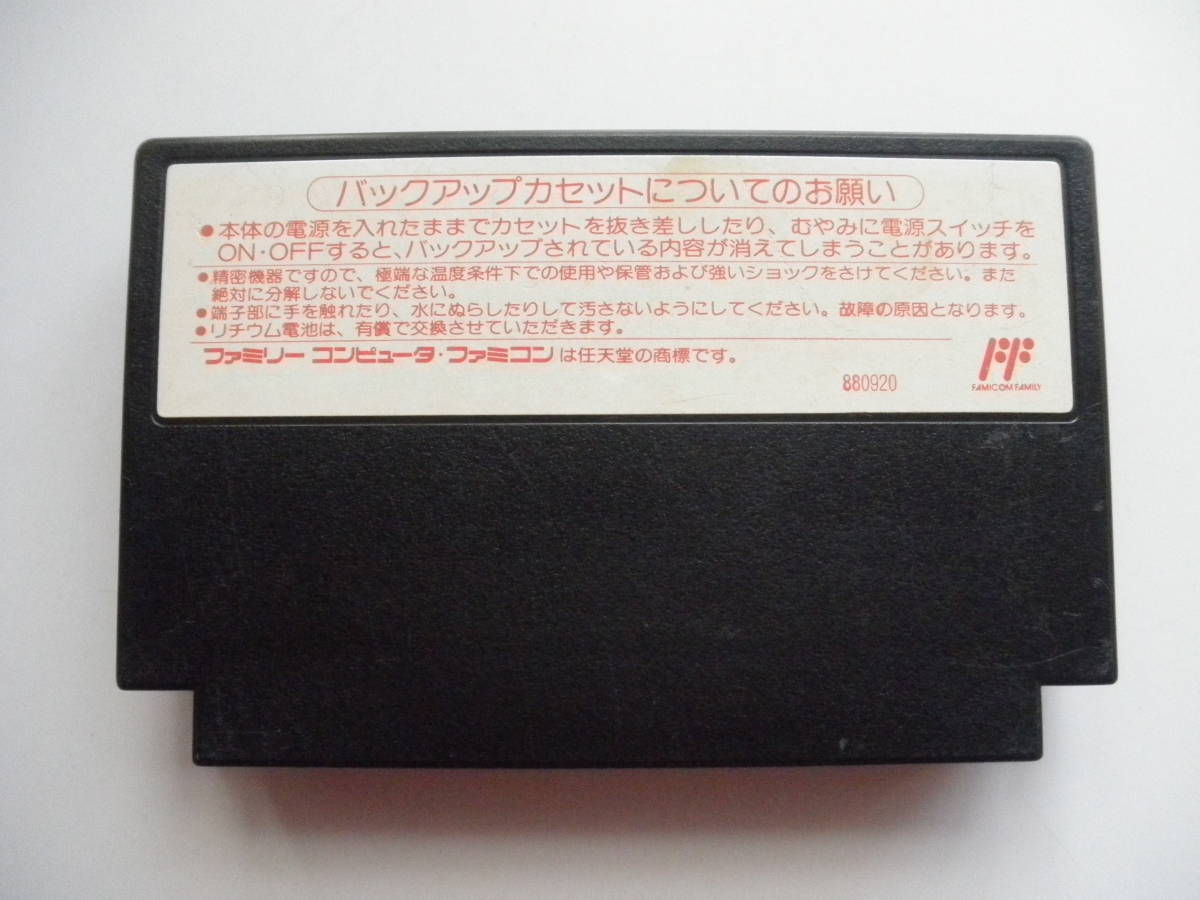 バックアップカセットについてのお願い
●本体の電源を入れたままでカセットを抜き差ししたり、むやみに電源スイッチを
ON・OFFすると、バックアップされている内容が消えてしまうことがあります。
●精密機器ですので、極端な温度条件下での使用や保管および強いショックをさけてください。また
絶対に分解しないでください。
●端子部に手を触れたり、水にぬらしたりして汚さないようにしてください。故障の原因となります。
●リチウム電池は、有償で交換させていただきます。
ファミリー コンピュータ・ファミコン は任天堂の商標です。
880920
FF
FAMICOM FAMILY